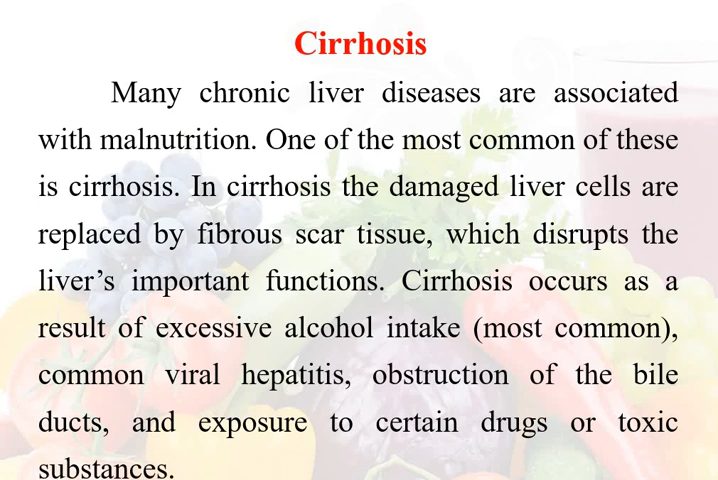 Cirrhosis
Many chronic liver diseases are associated
with malnutrition. One of the most common of these
is cirrhosis. In cirrhosis the damaged liver cells are
replaced by fibrous scar tissue, which disrupts the
liver’s important functions. Cirrhosis occurs as a
result of excessive alcohol intake (most common),
common viral hepatitis, obstruction of the bile
ducts, and exposure to certain drugs or toxic
substances.